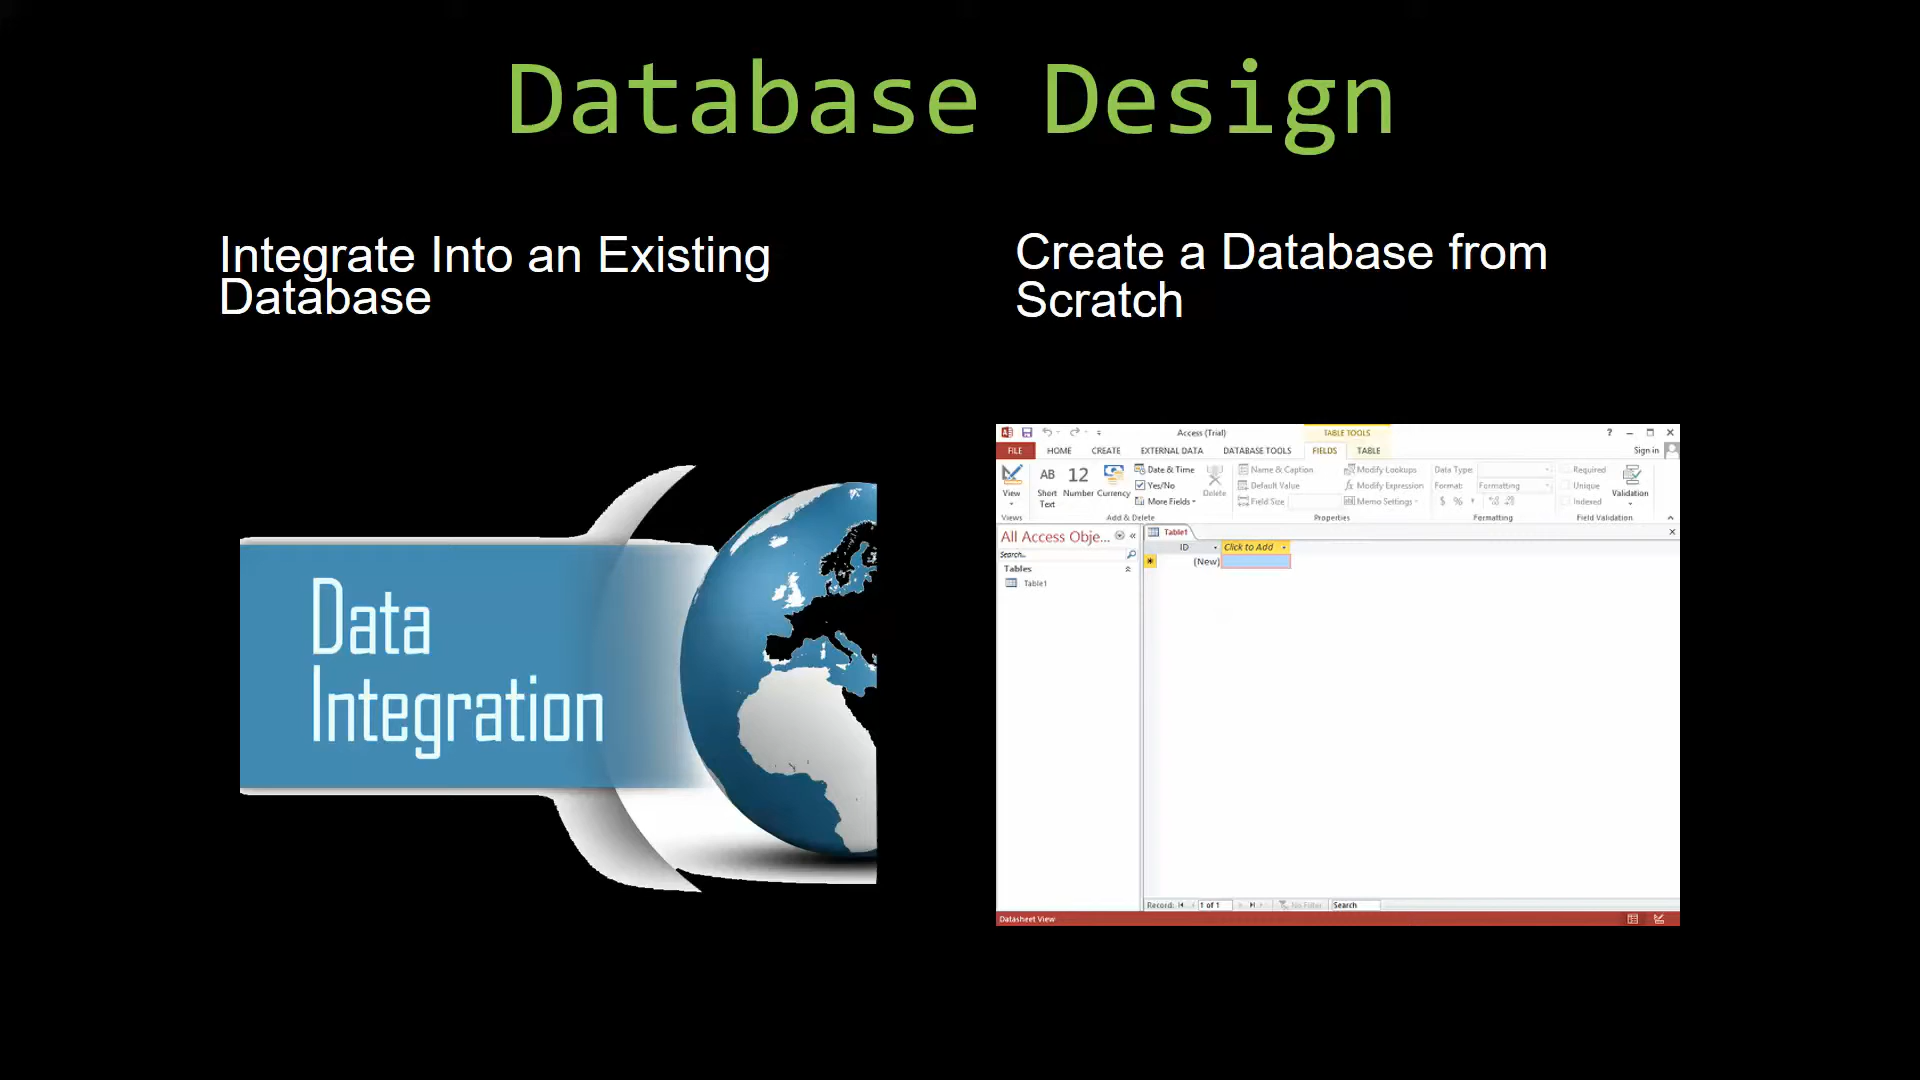 Database Design
Integrate Into an Existing
Database
Create a Database from
Scratch
Data
Integration
Access (Trial)
TABLE TOOLS
?
FILE HOME CREATE EXTERNAL DATA DATABASE TOOLS FIELDS TABLE
Sign in
View
Views
AB
Short
Text
12
Number
Currency
Date & Time
Yes/No
More Fields
Delete
Add & Delete
Name & Caption
Default Value
Field Size
Modify Lookups
Modify Expression
Memo Settings
Properties
Data Type:
Format: Formatting
$ %
Formatting
Required
Unique
Indexed
Validation
Field Validation
All Access Obje...
Search..
Tables
Table1
Table1
ID Click to Add
(New)
Record: 1 of 1 No Filter Search
Datasheet View